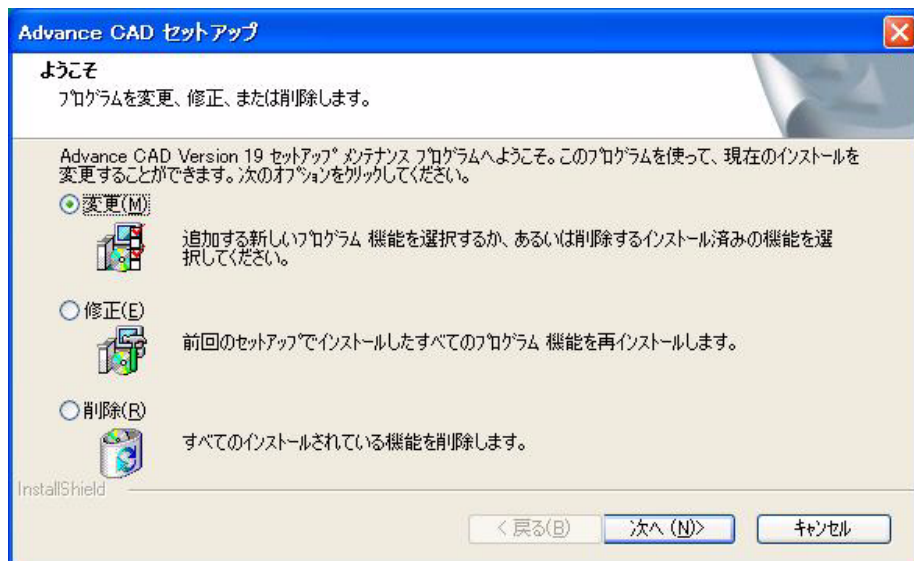 Advance CAD セットアップ
ようこそ
プログラムを変更、修正、または削除します。
Advance CAD Version 19 セットアップ メンテナンス プログラムへようこそ。このプログラムを使って、現在のインストールを
変更することができます。次のオプションをクリックしてください。
変更(M)
追加する新しいプログラム 機能を選択するか、あるいは削除するインストール済みの機能を選
択してください。
修正(E)
前回のセットアップでインストールしたすべてのプログラム 機能を再インストールします。
削除(R)
すべてのインストールされている機能を削除します。
InstallShield
< 戻る(B)
次へ (N)>
キャンセル